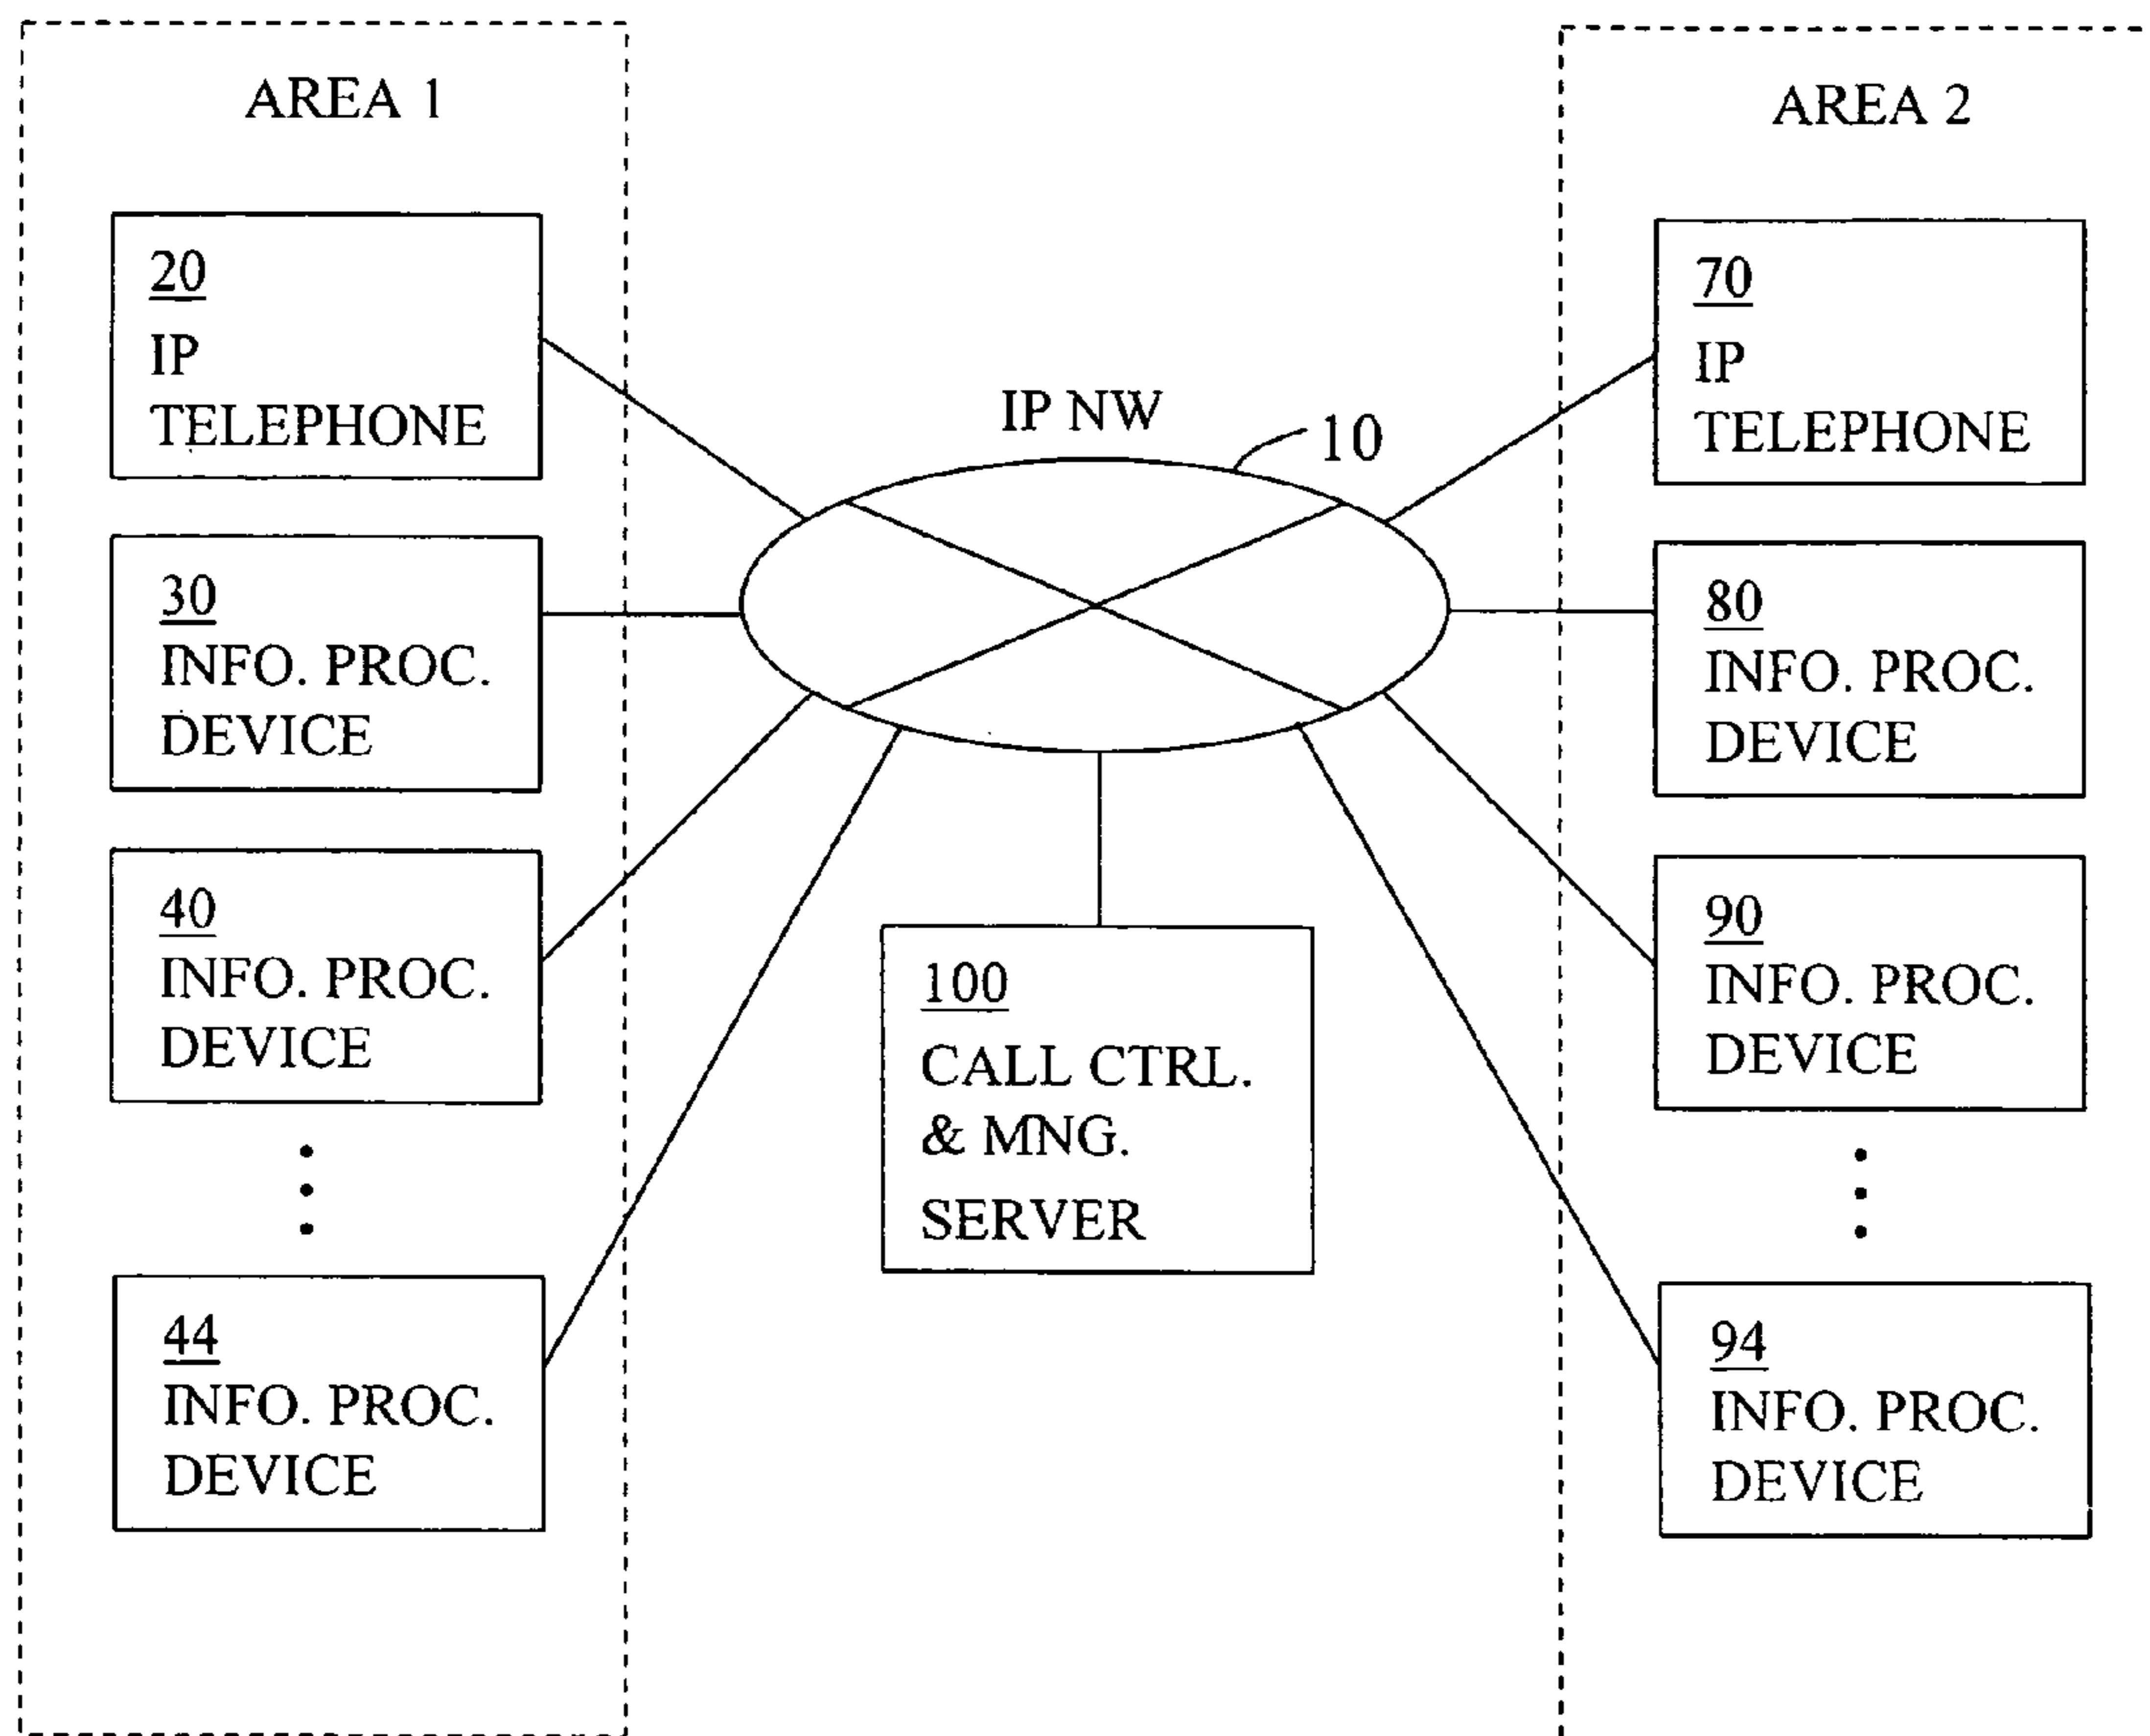 AREA 1
20
IP
TELEPHONE
30
INFO. PROC.
DEVICE
40
INFO. PROC.
DEVICE
44
INFO. PROC.
DEVICE
IP NW
10
100
CALL CTRL.
& MNG.
SERVER
AREA 2
70
IP
TELEPHONE
80
INFO. PROC.
DEVICE
90
INFO. PROC.
DEVICE
94
INFO. PROC.
DEVICE